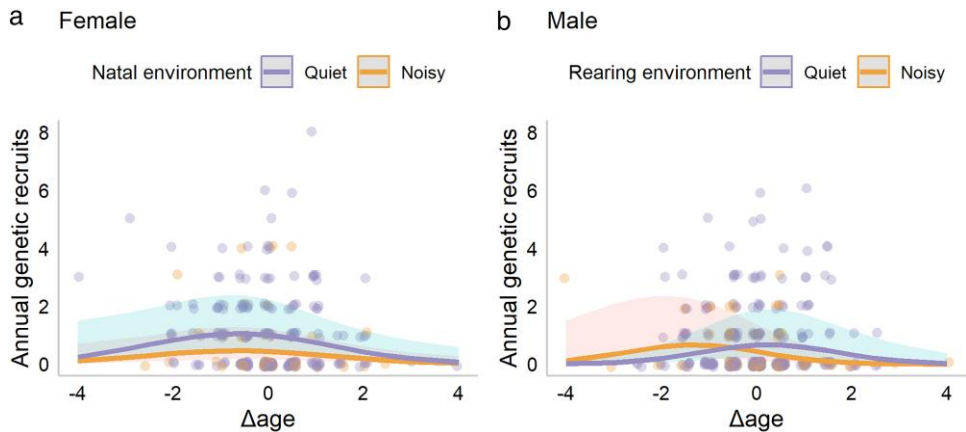 a Female
Natal environment Quiet Noisy
Annual genetic recruits
8
6
4
2
0
-4 -2 0 2 4
Δage
b Male
Rearing environment Quiet Noisy
Annual genetic recruits
8
6
4
2
0
-4 -2 0 2 4
Δage